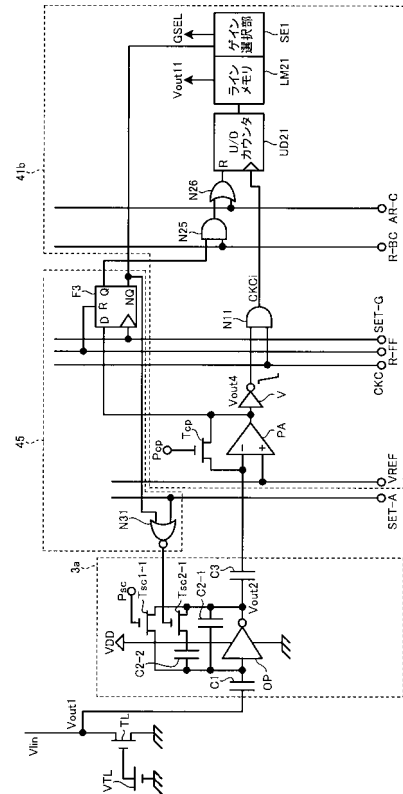 GSEL
ゲイン
選択部
SE1
Vout11
ライン
メモリ
LM21
U/D
カウンタ
UD21
R
41b
N26
N25
AR-C
R-BC
CKCi
F3
D
R
Q
NQ
N11
SET-G
R-FF
CKC
45
Vout4
V
Pcp
Tcp
PA
N31
VREF
SET-A
3a
Psc
Tsc1-1
Tsc2-1
C2-1
C3
Vout2
VDD
C2-2
OP
C1
Vout1
Vlin
TL
VTL